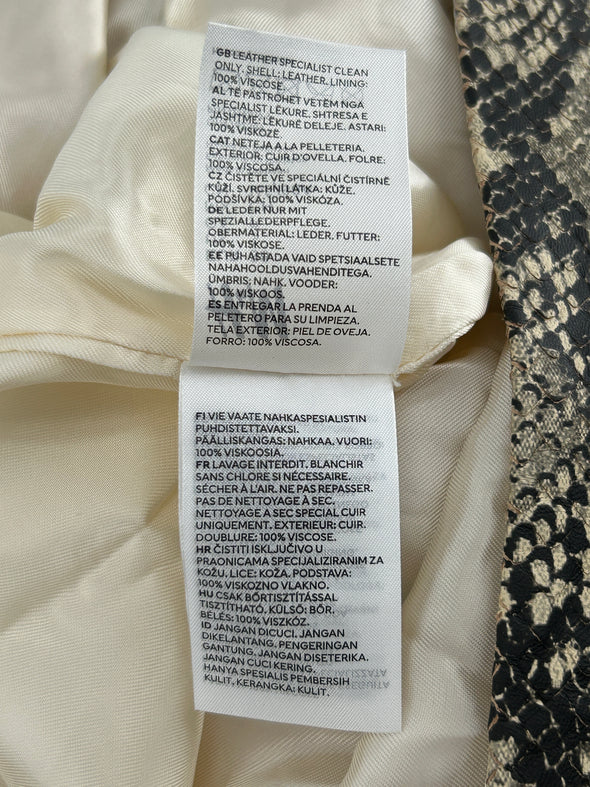 GB LEATHER SPECIALIST CLEAN
ONLY. SHELL: LEATHER. LINING:
100% VISCOSE.
AL TË PASTROHET VETËM NGA
SPECIALIST LËKURE. SHTRESA E
JASHTME: LËKURË DELEJE. ASTARI:
100% VISKOZË.
CAT NETEJA A LA PELLETERIA.
EXTERIOR: CUIR D'OVELLA. FOLRE:
100% VISCOSA.
CZ ČISTĚTE VE SPECIÁLNÍ ČISTÍRNĚ
KŮŽÍ. SVRCHNÍ LÁTKA: KŮŽE.
PODŠÍVKA: 100% VISKÓZA.
DE LEDER NUR MIT
SPEZIALLEDERPFLEGE.
OBERMATERIAL: LEDER. FUTTER:
100% VISKOSE.
EE PUHASTADA VAID SPETSIAALSETE
NAHAHOOLDUSVAHENDITEGA.
ÜMBRIS: NAHK. VOODER:
100% VISKOOS.
ES ENTREGAR LA PRENDA AL
PELETERO PARA SU LIMPIEZA.
TELA EXTERIOR: PIEL DE OVEJA.
FORRO: 100% VISCOSA.
FI VIE VAATE NAHKASPESIALISTIN
PUHDISTETTAVAKSI.
PÄÄLLISKANGAS: NAHKAA. VUORI:
100% VISKOOSIA.
FR LAVAGE INTERDIT. BLANCHIR
SANS CHLORE SI NÉCESSAIRE.
SÉCHER À L'AIR. NE PAS REPASSER.
PAS DE NETTOYAGE À SEC.
NETTOYAGE A SEC SPECIAL CUIR
UNIQUEMENT. EXTERIEUR: CUIR.
DOUBLURE: 100% VISCOSE.
HR ČISTITI ISKLJUČIVO U
PRAONICAMA SPECIJALIZIRANIM ZA
KOŽU. LICE: KOŽA. PODSTAVA:
100% VISKOZNO VLAKNO.
HU CSAK BŐRTISZTÍTÁSSAL
TISZTÍTHATÓ. KÜLSŐ: BŐR.
BÉLÉS: 100% VISZKÓZ.
ID JANGAN DICUCI. JANGAN
DIKELANTANG. PENGERINGAN
GANTUNG. JANGAN DISETERIKA.
JANGAN CUCI KERING.
HANYA SPESIALIS PEMBERSIH
KULIT. KERANGKA: KULIT.